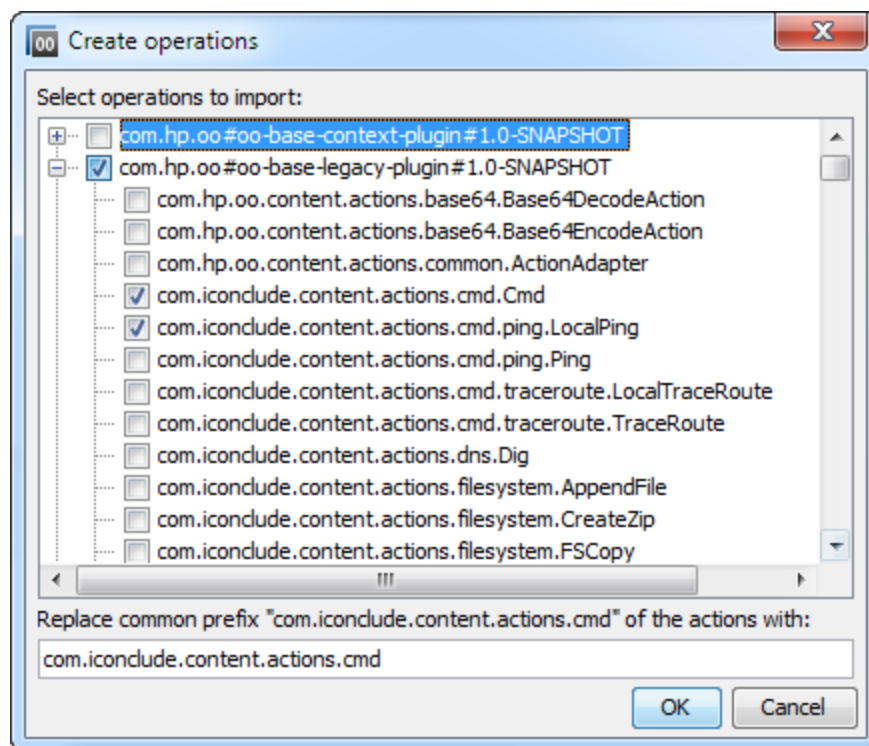 OO Create operations
Select operations to import:
com.hp.oo#oo-base-context-plugin#1.0-SNAPSHOT
com.hp.oo#oo-base-legacy-plugin#1.0-SNAPSHOT
com.hp.oo.content.actions.base64.Base64DecodeAction
com.hp.oo.content.actions.base64.Base64EncodeAction
com.hp.oo.content.actions.common.ActionAdapter
com.iconclude.content.actions.cmd.Cmd
com.iconclude.content.actions.cmd.ping.LocalPing
com.iconclude.content.actions.cmd.ping.Ping
com.iconclude.content.actions.cmd.traceroute.LocalTraceRoute
com.iconclude.content.actions.cmd.traceroute.TraceRoute
com.iconclude.content.actions.dns.Dig
com.iconclude.content.actions.filesystem.AppendFile
com.iconclude.content.actions.filesystem.CreateZip
com.iconclude.content.actions.filesystem.FSCopy
Replace common prefix "com.iconclude.content.actions.cmd" of the actions with:
com.iconclude.content.actions.cmd
OK Cancel